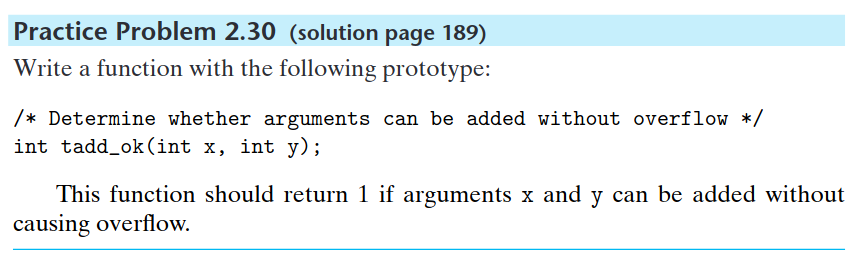 Practice Problem 2.30 (solution page 189)
Write a function with the following prototype:
/* Determine whether arguments can be added without overflow */
int tadd_ok(int x, int y);
This function should return 1 if arguments x and y can be added without
causing overflow.